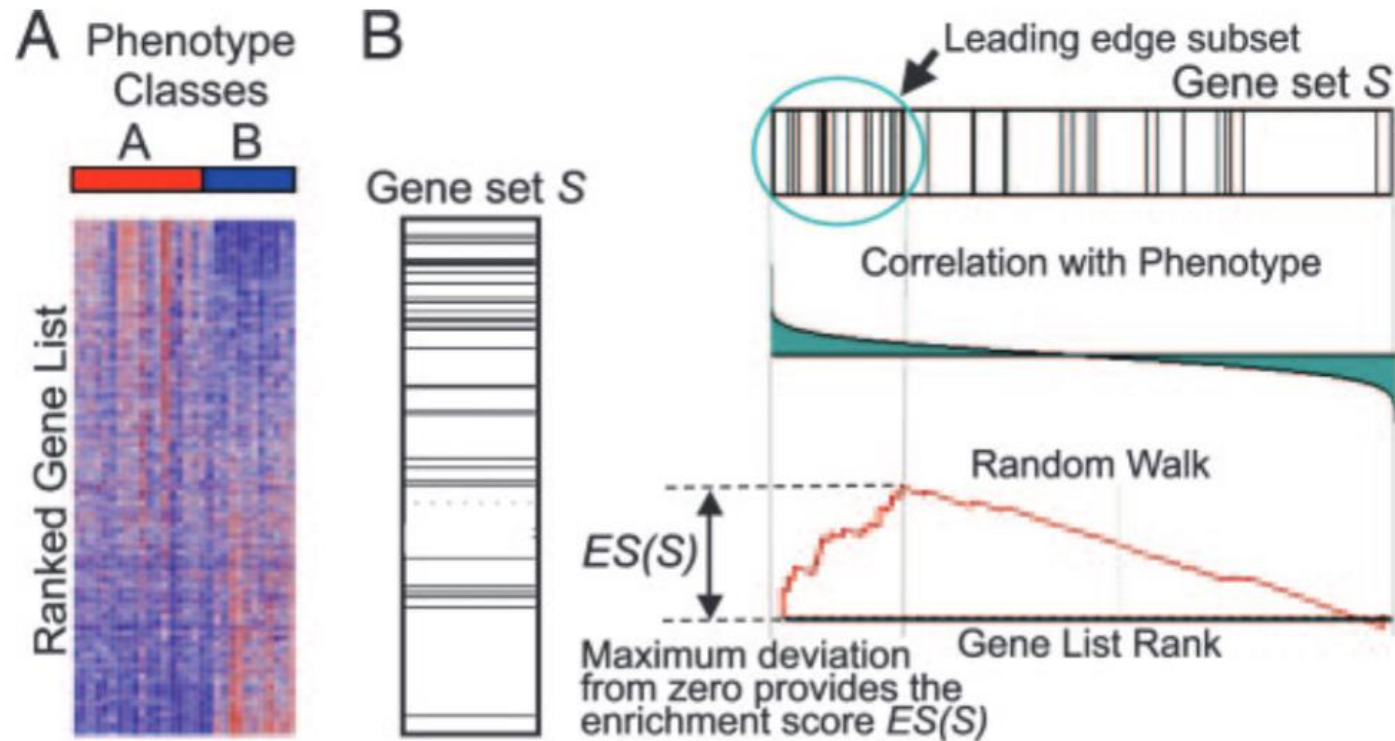 A
Phenotype
Classes
A
B
Ranked Gene List
B
Gene set S
Leading edge subset
Gene set S
Correlation with Phenotype
Random Walk
ES(S)
Gene List Rank
Maximum deviation
from zero provides the
enrichment score ES(S)